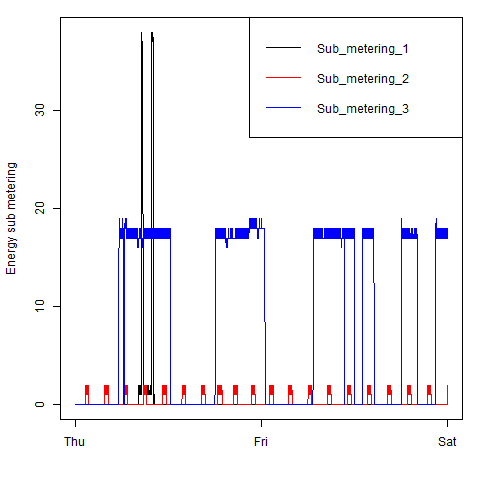 Sub_metering_1
Sub_metering_2
Sub_metering_3
Energy sub metering
30
20
10
0
Thu Fri Sat